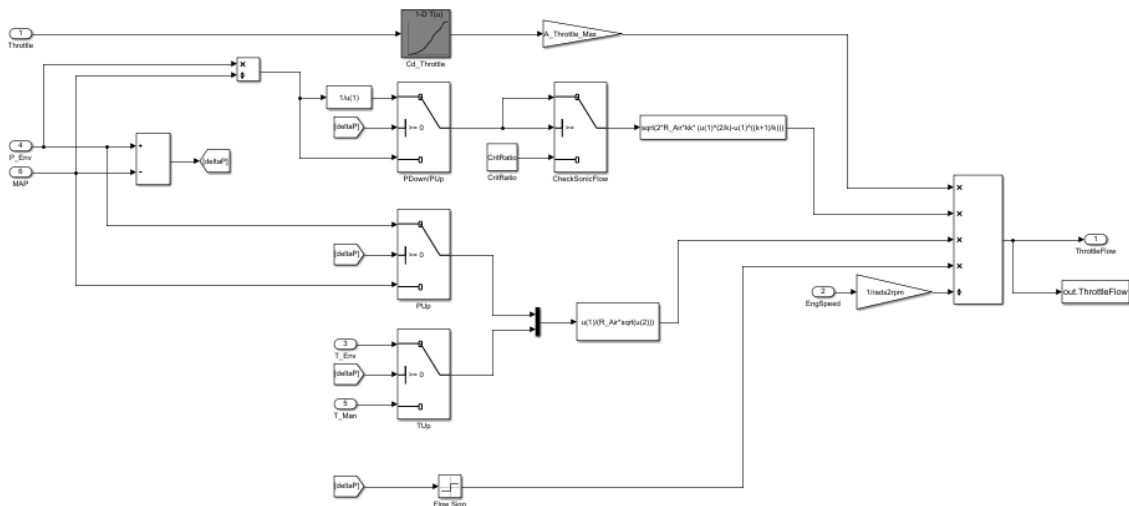 1-D T(u)
1
Throttle
Cd_Throttle
A_Throttle_Max
×
÷
1/u(1)
[deltaP]
>= 0
PDown/PUp
>=
CritRatio
CritRatio
CheckSonicFlow
sqrt(2*R_Air*kk* (u(1)^(2/k)-u(1)^((k+1)/k)))
4
P_Env
6
MAP
+
−
[deltaP]
[deltaP]
>= 0
PUp
×
×
×
×
÷
1
ThrottleFlow
out.ThrottleFlow
2
EngSpeed
1/rads2rpm
u(1)/(R_Air*sqrt(u(2)))
3
T_Env
[deltaP]
>= 0
5
T_Man
TUp
[deltaP]
Flow Sign